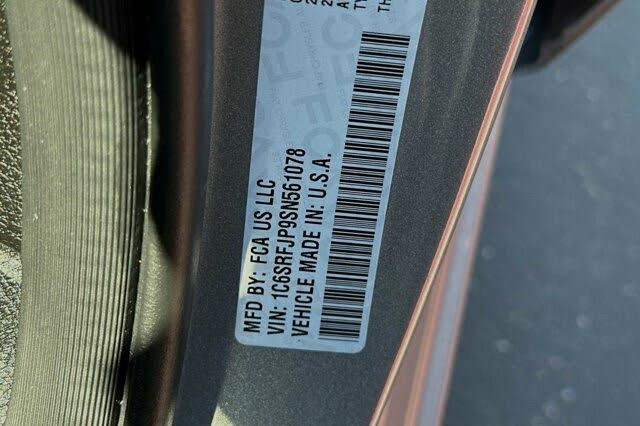 MFD BY: FCA US LLC
VIN: 1C6SRFJP9SN561078
VEHICLE MADE IN: U.S.A.